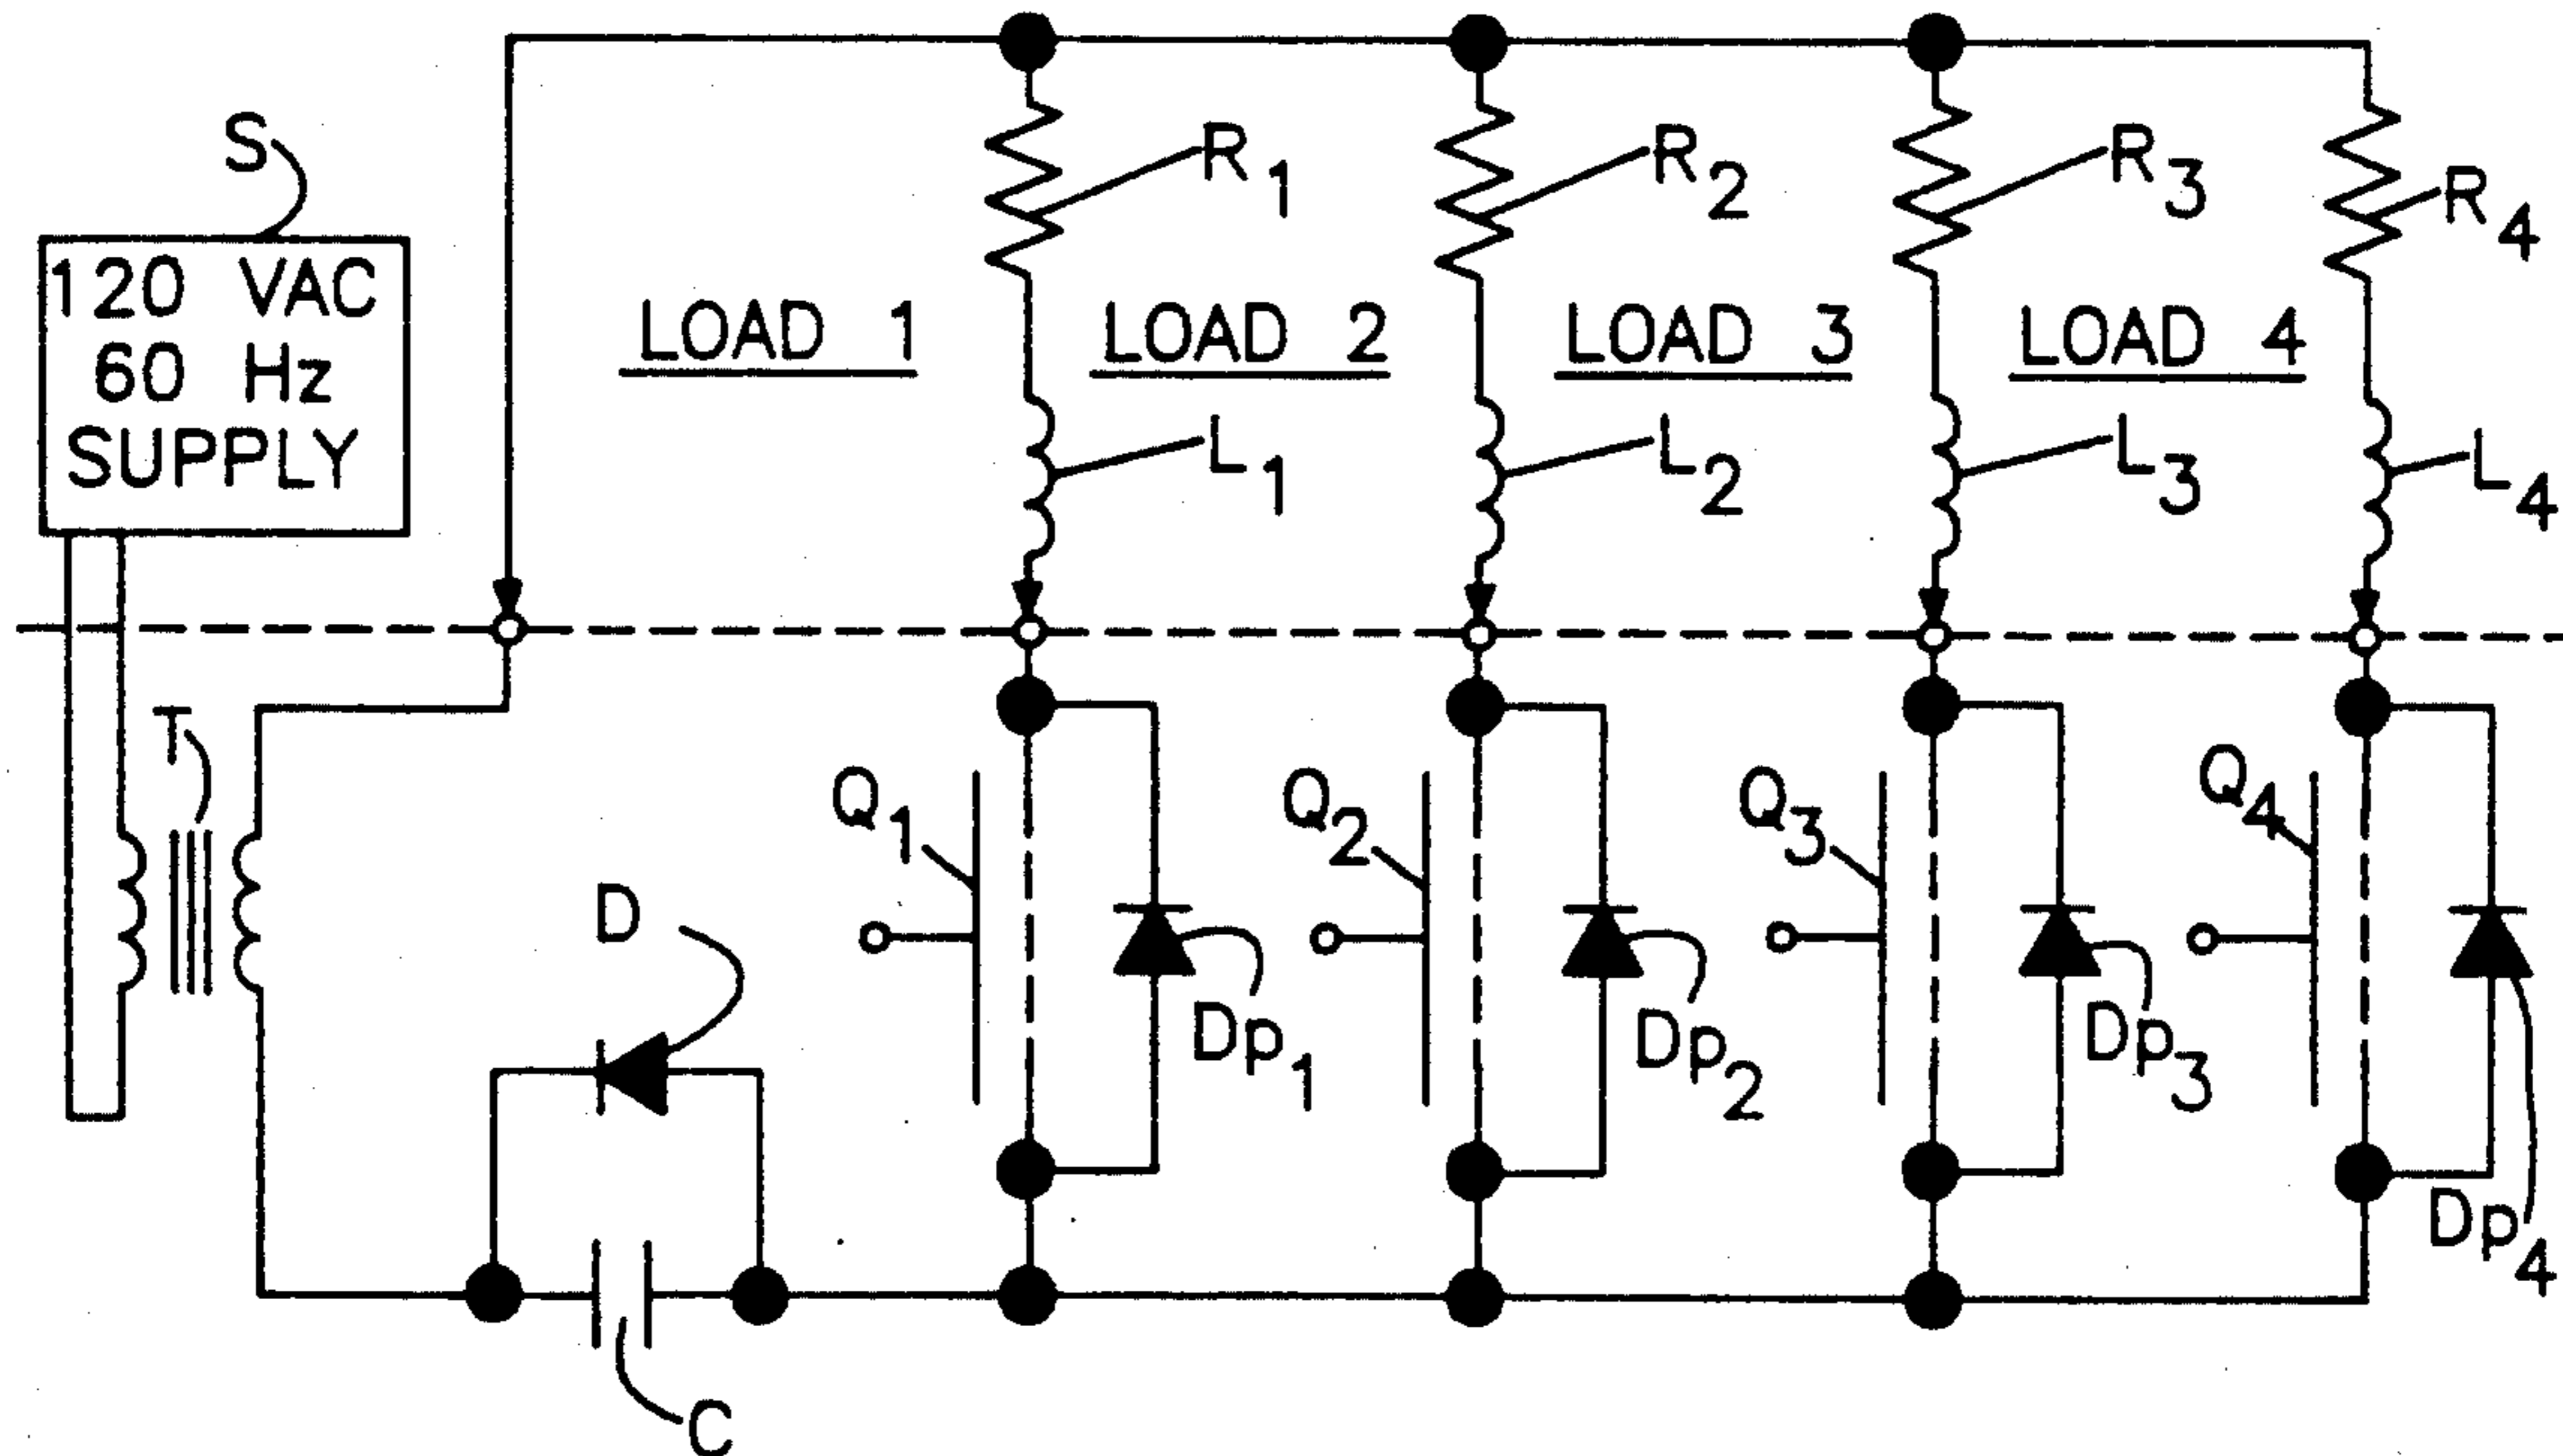 S
120 VAC
60 Hz
SUPPLY
LOAD 1
LOAD 2
LOAD 3
LOAD 4
R1
R2
R3
R4
L1
L2
L3
L4
T
D
C
Q1
Q2
Q3
Q4
Dp1
Dp2
Dp3
Dp4